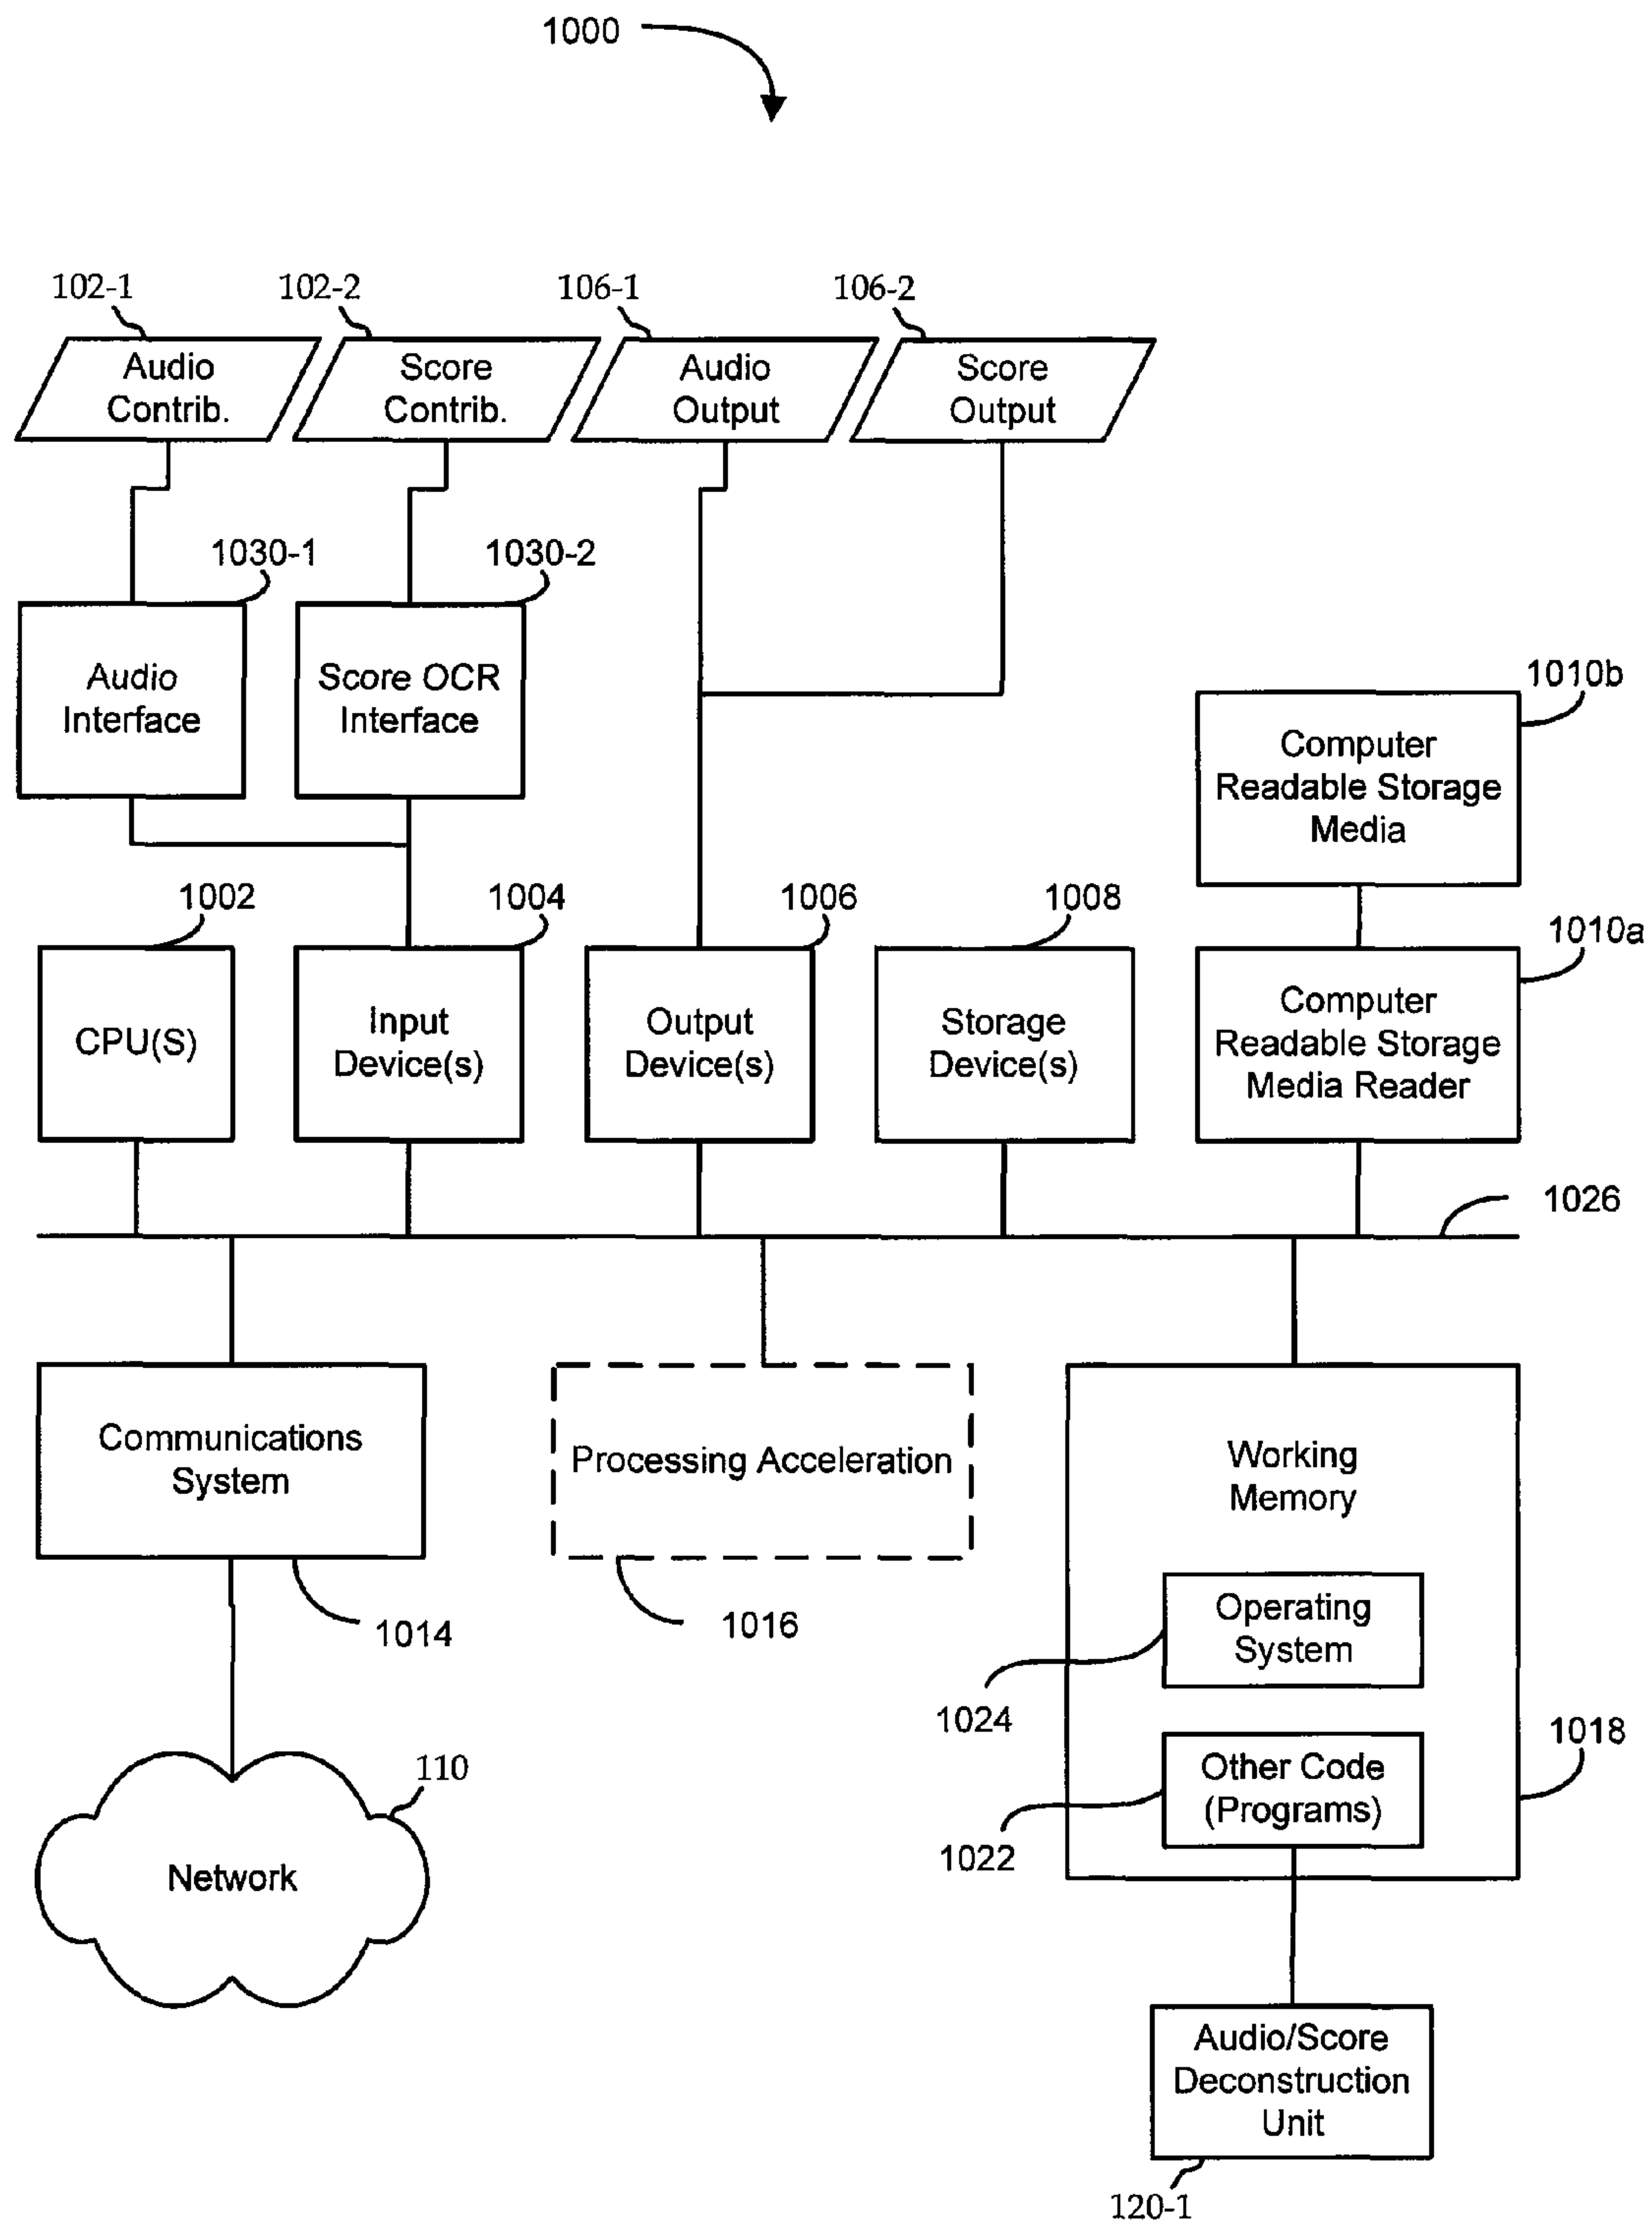 1000
102-1
102-2
106-1
106-2
Audio
Contrib.
Score
Contrib.
Audio
Output
Score
Output
1030-1
1030-2
Audio
Interface
Score OCR
Interface
1010b
Computer
Readable Storage
Media
1002
1004
1006
1008
1010a
CPU(S)
Input
Device(s)
Output
Device(s)
Storage
Device(s)
Computer
Readable Storage
Media Reader
1026
Communications
System
Processing Acceleration
Working
Memory
1014
1016
Operating
System
1024
1018
Other Code
(Programs)
1022
110
Network
Audio/Score
Deconstruction
Unit
120-1